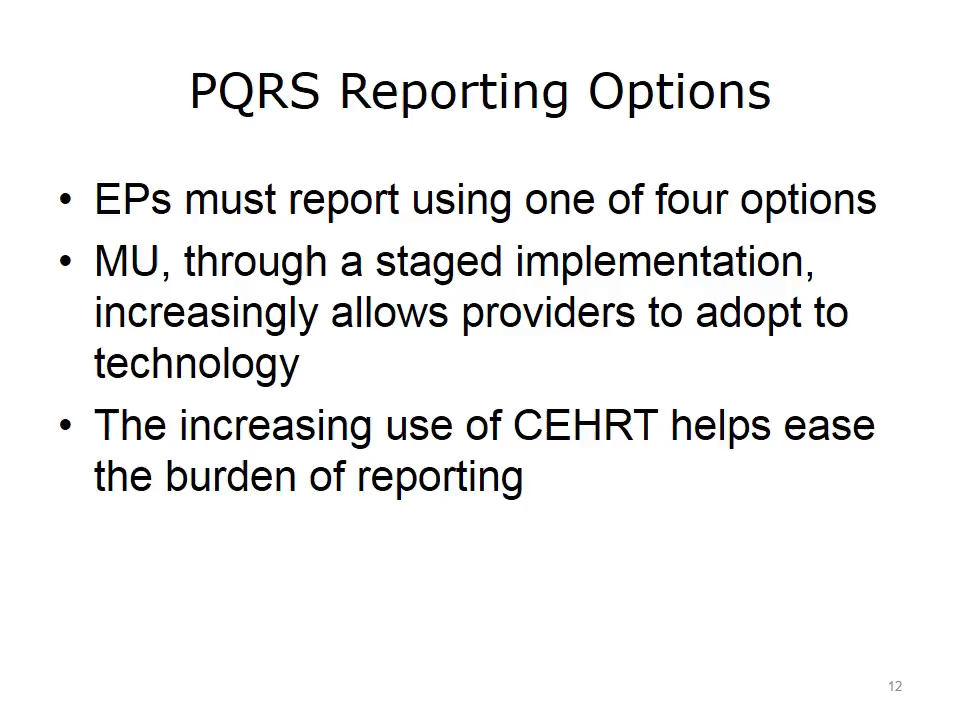 PQRS Reporting Options
• EPs must report using one of four options
• MU, through a staged implementation,
increasingly allows providers to adopt to
technology
• The increasing use of CEHRT helps ease
the burden of reporting
12